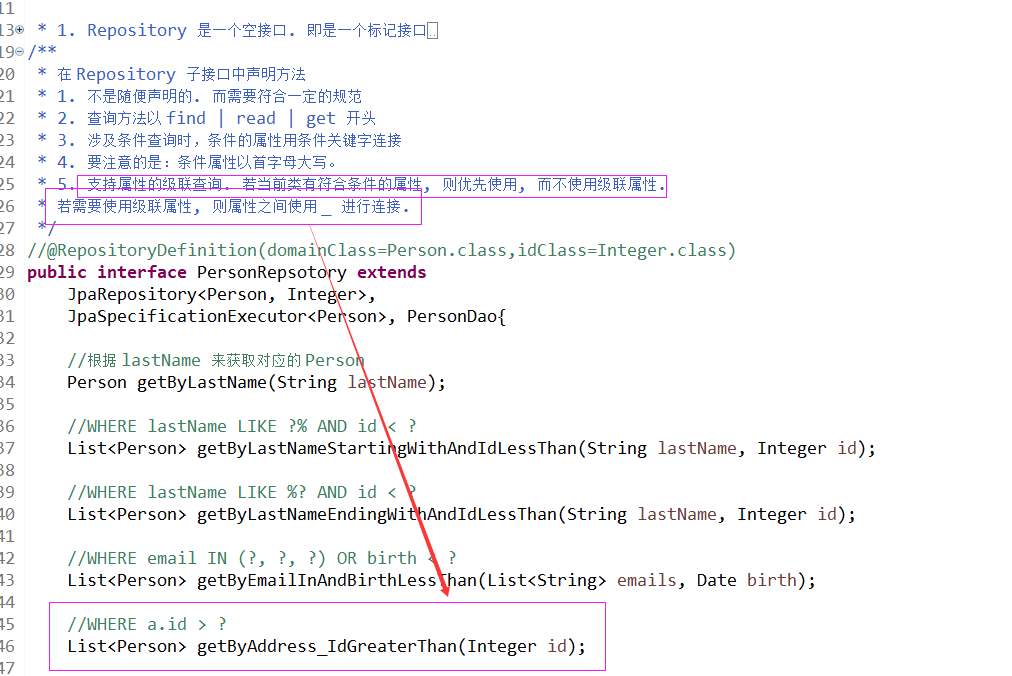 11
13 * 1. Repository 是一个空接口. 即是一个标记接口
19 /**
20 * 在 Repository 子接口中声明方法
21 * 1. 不是随便声明的. 而需要符合一定的规范
22 * 2. 查询方法以 find | read | get 开头
23 * 3. 涉及条件查询时，条件的属性用条件关键字连接
24 * 4. 要注意的是：条件属性以首字母大写。
25 * 5. 支持属性的级联查询. 若当前类有符合条件的属性, 则优先使用, 而不使用级联属性.
26 * 若需要使用级联属性, 则属性之间使用 _ 进行连接.
27 */
28 //@RepositoryDefinition(domainClass=Person.class,idClass=Integer.class)
29 public interface PersonRepsotory extends
30 JpaRepository<Person, Integer>,
31 JpaSpecificationExecutor<Person>, PersonDao{
32
33 //根据 lastName 来获取对应的 Person
34 Person getByLastName(String lastName);
35
36 //WHERE lastName LIKE ?% AND id < ?
37 List<Person> getByLastNameStartingWithAndIdLessThan(String lastName, Integer id);
38
39 //WHERE lastName LIKE %? AND id < ?
40 List<Person> getByLastNameEndingWithAndIdLessThan(String lastName, Integer id);
41
42 //WHERE email IN (?, ?, ?) OR birth < ?
43 List<Person> getByEmailInAndBirthLessThan(List<String> emails, Date birth);
44
45 //WHERE a.id > ?
46 List<Person> getByAddress_IdGreaterThan(Integer id);
47